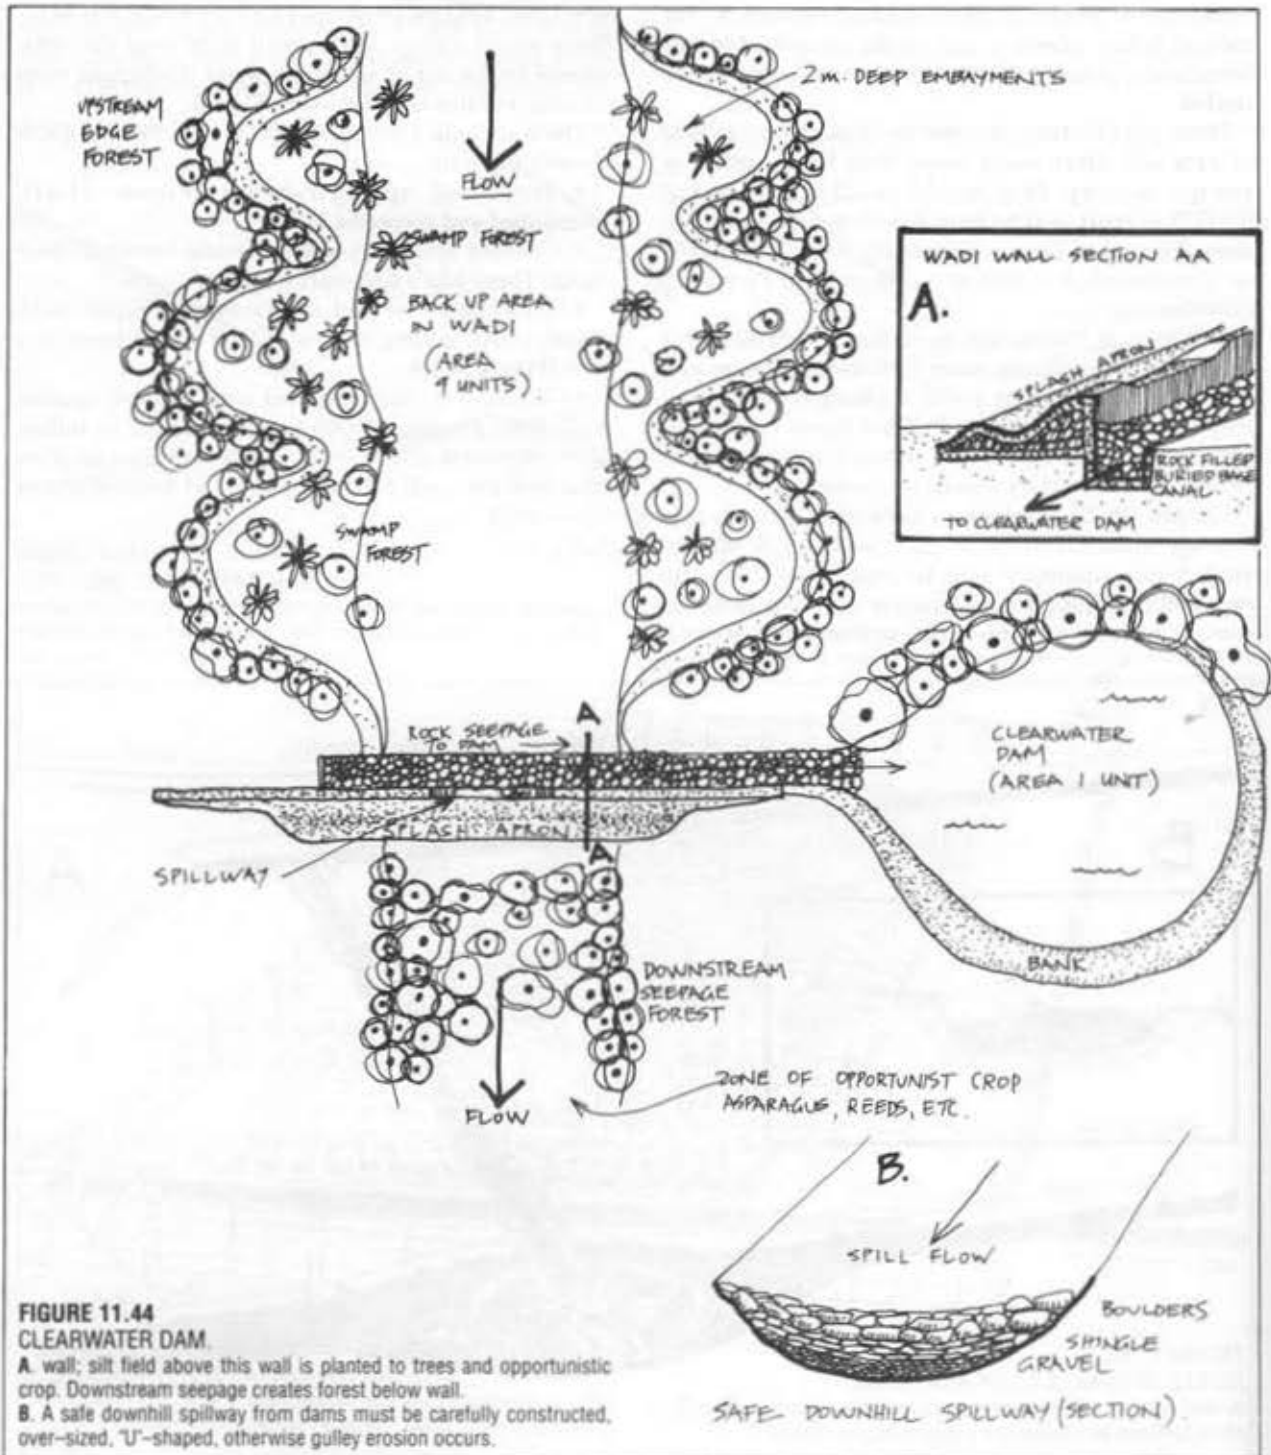 UPSTREAM
EDGE
FOREST
FLOW
2m. DEEP EMBAYMENTS
SWAMP FOREST
BACK UP AREA
IN WADI
(AREA
9 UNITS)
SWAMP
FOREST
WADI WALL SECTION AA
A.
SPLASH APRON
ROCK FILLED
BURIED BASE
CANAL.
TO CLEARWATER DAM
A
ROCK SEEPAGE
TO DAM
CLEARWATER
DAM
(AREA 1 UNIT)
SPLASH APRON
A
SPILLWAY
BANK
DOWNSTREAM
SEEPAGE
FOREST
FLOW
ZONE OF OPPORTUNIST CROP
ASPARAGUS, REEDS, ETC.
B.
SPILL FLOW
BOULDERS
SHINGLE
GRAVEL
SAFE DOWNHILL SPILLWAY (SECTION).
FIGURE 11.44
CLEARWATER DAM.
A. wall; silt field above this wall is planted to trees and opportunistic
crop. Downstream seepage creates forest below wall.
B. A safe downhill spillway from dams must be carefully constructed,
over-sized, "U"-shaped, otherwise gulley erosion occurs.